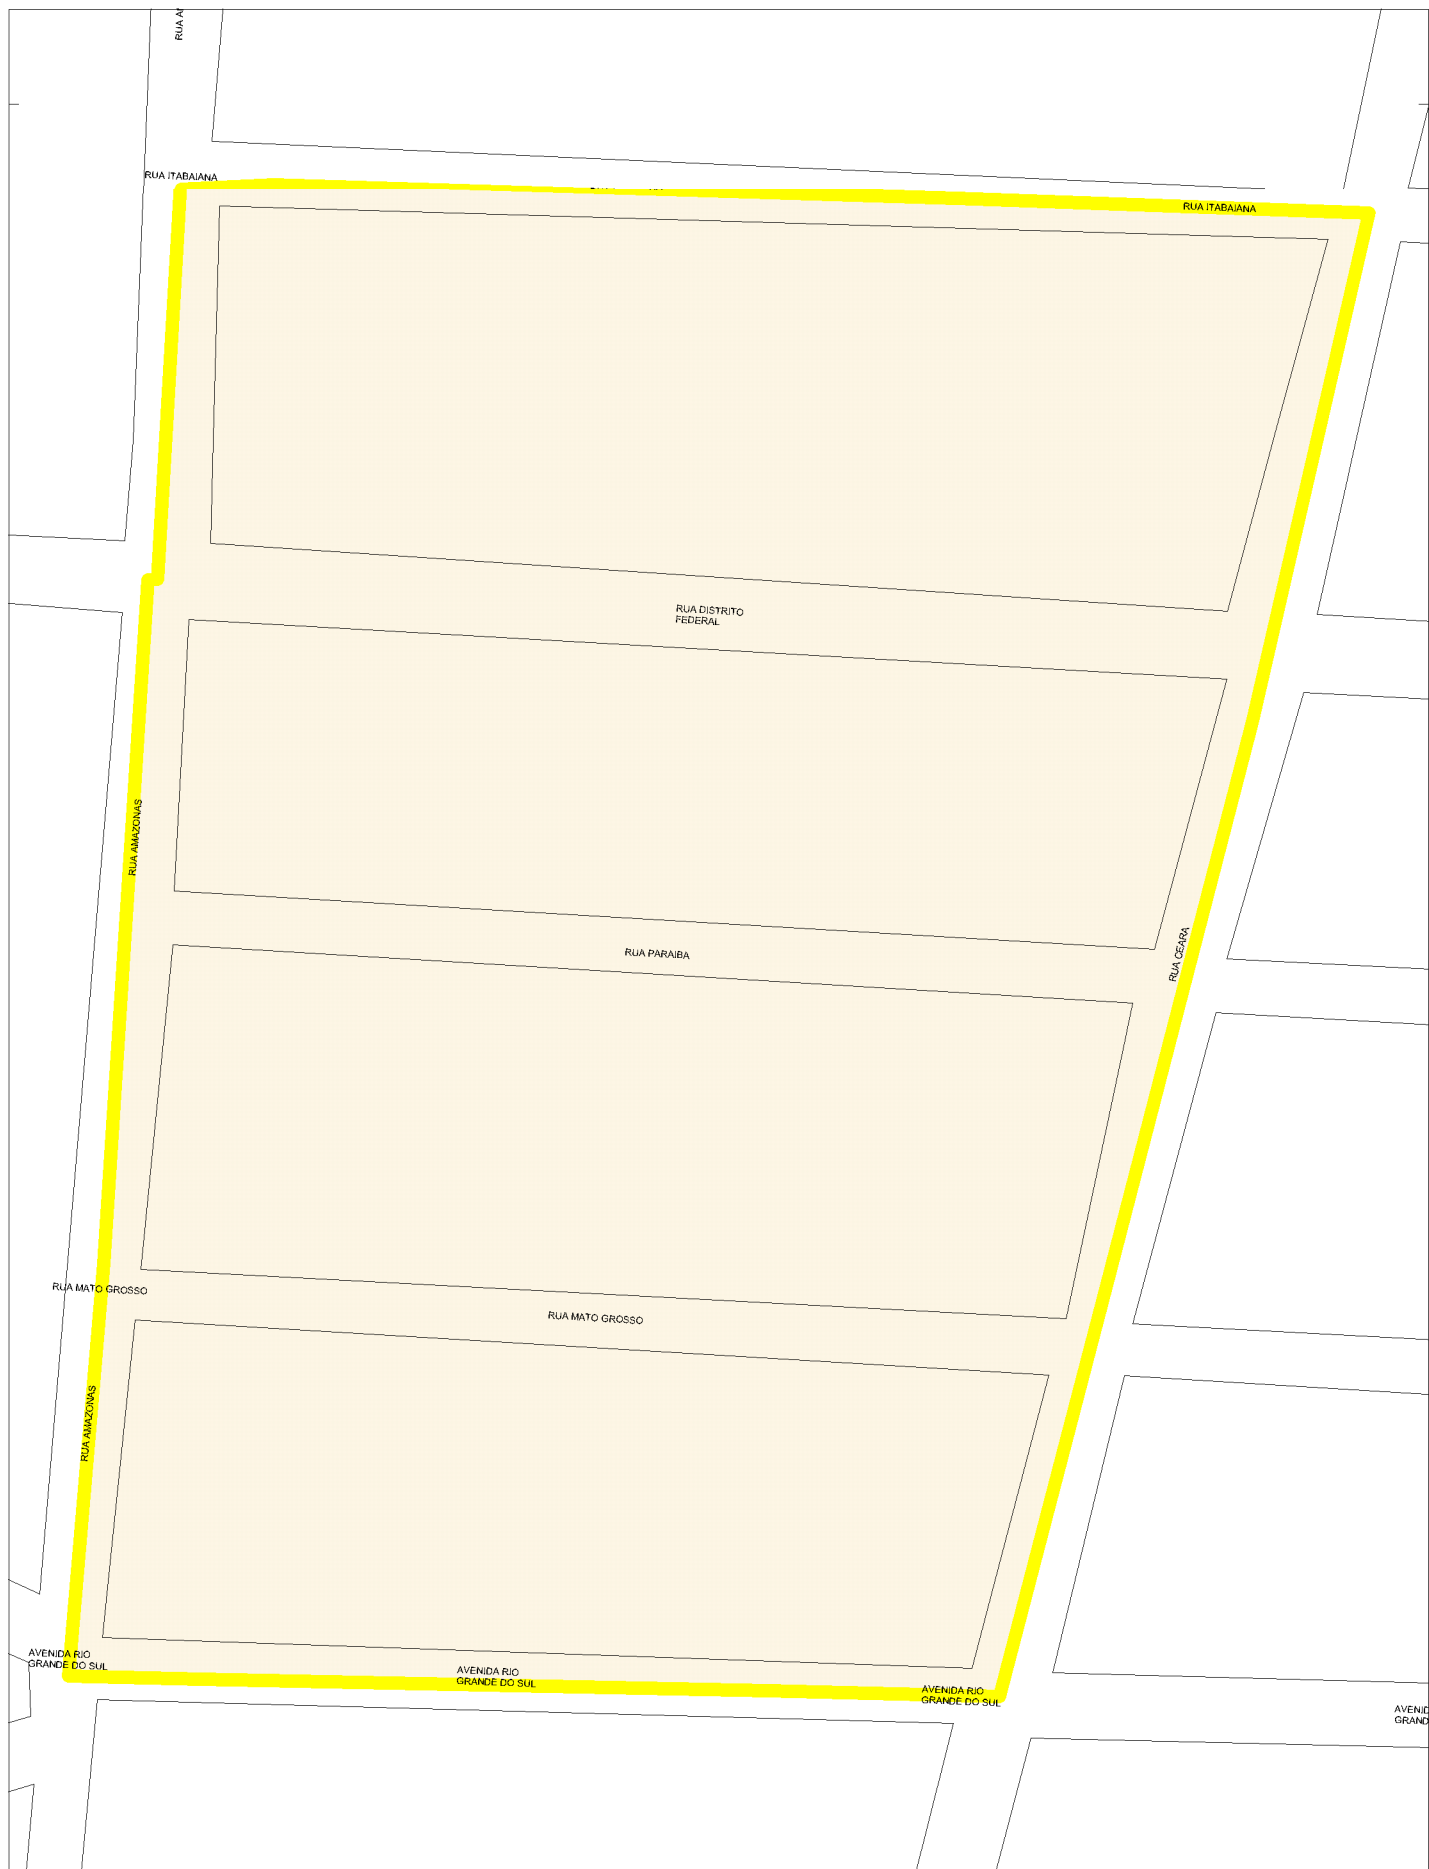 RUA ITABAIANA
RUA ITABAIANA
RUA DISTRITO
FEDERAL
RUA AMAZONAS
RUA CEARA
RUA PARAIBA
RUA MATO GROSSO
RUA MATO GROSSO
RUA AMAZONAS
AVENIDA RIO
GRANDE DO SUL
AVENIDA RIO
GRANDE DO SUL
AVENIDA RIO
GRANDE DO SUL
GRAND